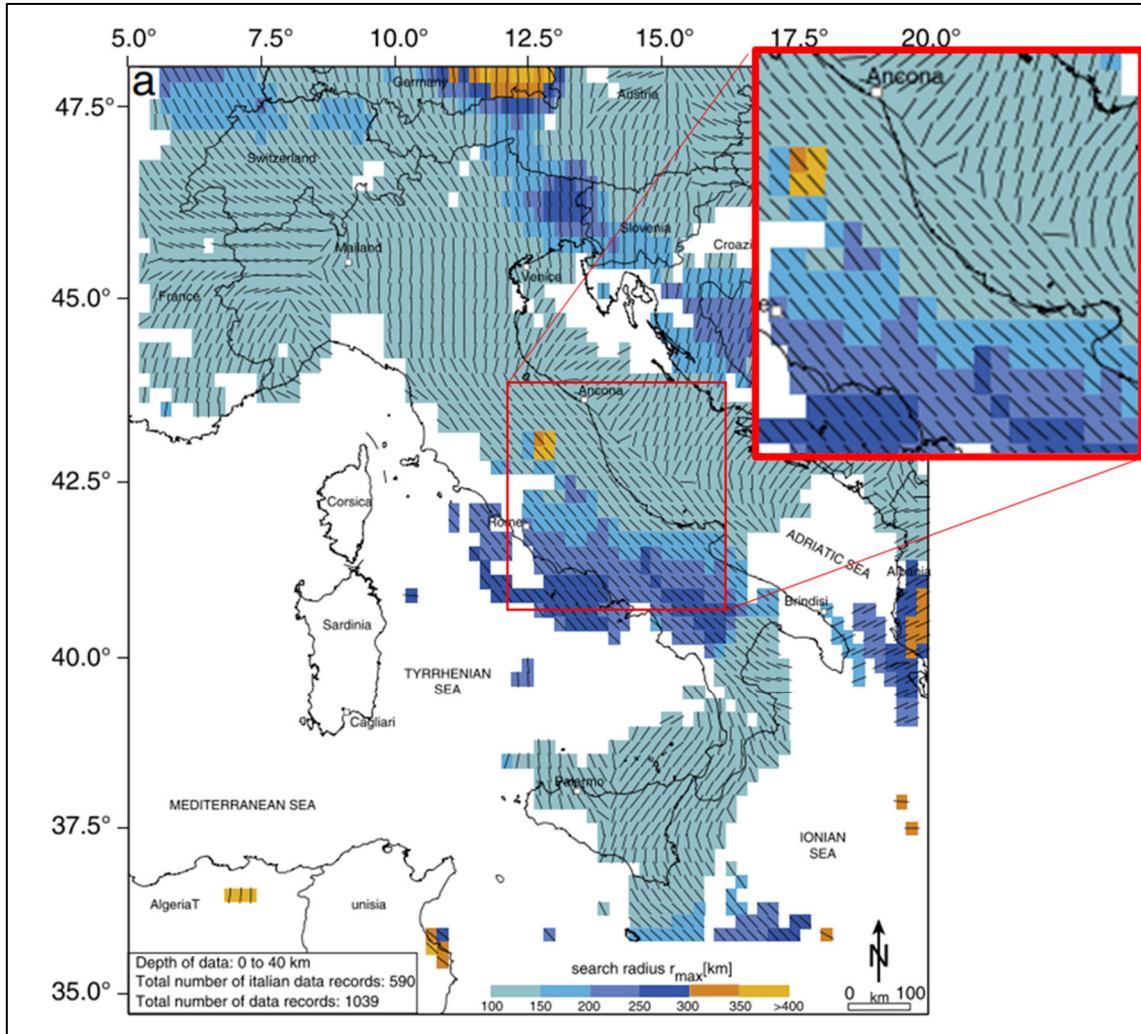 5.0° 7.5° 10.0° 12.5° 15.0° 17.5° 20.0°
a
Germany
Austria
47.5°
Switzerland
Ancona
Slovenia
Croazi
Mailand
Venice
France
45.0°
e
Ancona
42.5°
Corsica
Rome
ADRIATIC SEA
Albania
Brindisi
Sardinia
40.0°
TYRRHENIAN
SEA
Cagliari
Palermo
MEDITERRANEAN SEA
37.5°
IONIAN
SEA
AlgeriaT
unisia
N
Depth of data: 0 to 40 km
Total number of italian data records: 590
Total number of data records: 1039
search radius rmax[km]
100 150 200 250 300 350 >400
0 km 100
35.0°